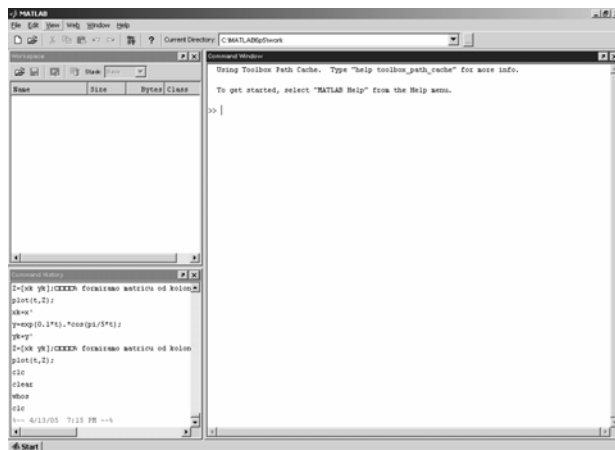 MATLAB
File Edit View Web Window Help
Current Directory: C:\MATLAB6p5\work
Workspace
Stack: Base
Name Size Bytes Class
Command History
Z=[xk yk];□□□□% formiramo matricu od kolon
plot(t,Z);
xk=x'
y=exp(0.1*t).*cos(pi/5*t);
yk=y'
Z=[xk yk];□□□□% formiramo matricu od kolon
plot(t,Z);
clc
clear
whos
clc
%-- 4/13/05 7:15 PM --%
Command Window
Using Toolbox Path Cache. Type "help toolbox_path_cache" for more info.
To get started, select "MATLAB Help" from the Help menu.
>>
Start